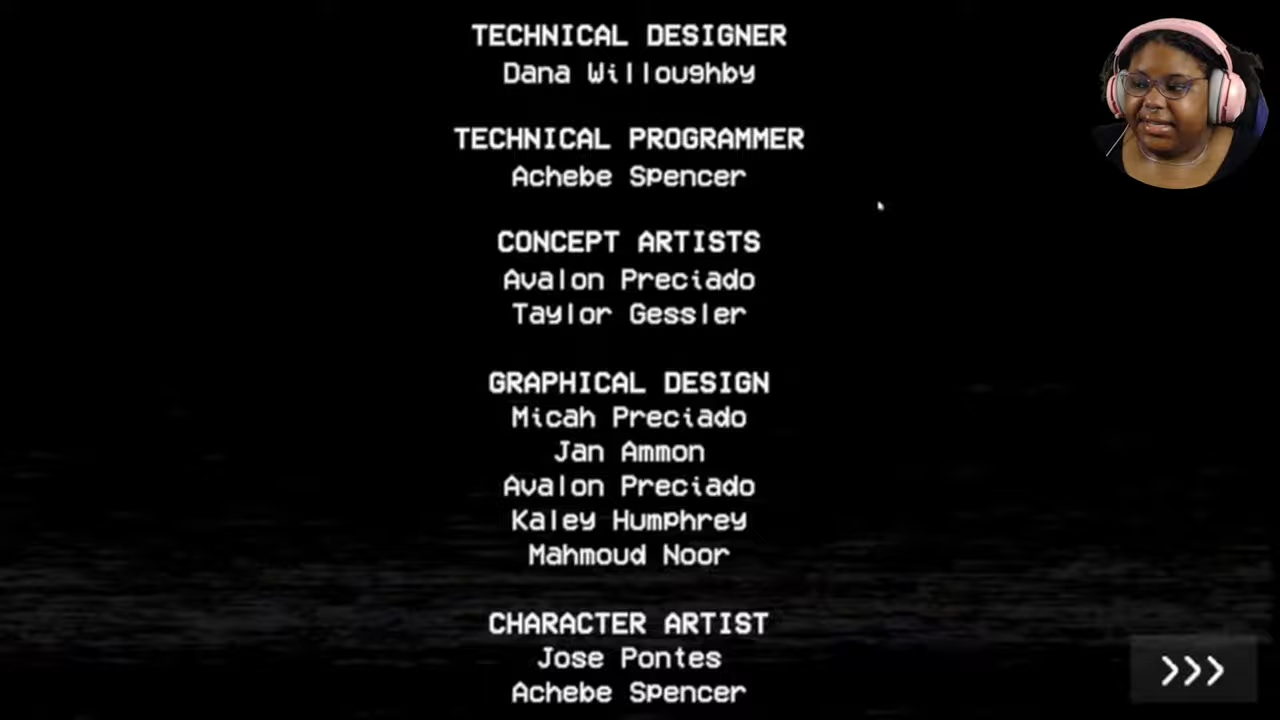 TECHNICAL DESIGNER
Dana Willoughby
TECHNICAL PROGRAMMER
Achebe Spencer
CONCEPT ARTISTS
Avalon Preciado
Taylor Gessler
GRAPHICAL DESIGN
Micah Preciado
Jan Ammon
Avalon Preciado
Kaley Humphrey
Mahmoud Noor
CHARACTER ARTIST
Jose Pontes
Achebe Spencer
>>>